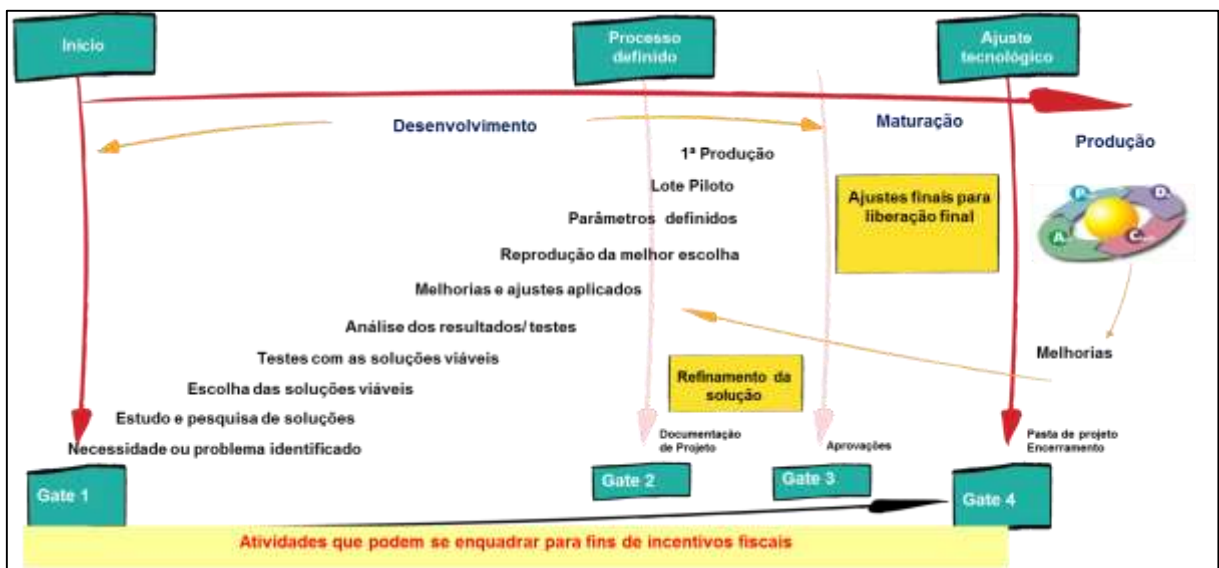 Início
Processo
definido
Ajuste
tecnológico
Desenvolvimento
Maturação
Produção
1ª Produção
Lote Piloto
Parâmetros definidos
Reprodução da melhor escolha
Melhorias e ajustes aplicados
Análise dos resultados/ testes
Testes com as soluções viáveis
Escolha das soluções viáveis
Estudo e pesquisa de soluções
Necessidade ou problema identificado
Ajustes finais para
liberação final
P
D
A
C
Melhorias
Refinamento da
solução
Documentação
de Projeto
Aprovações
Pasta de projeto
Encerramento
Gate 1
Gate 2
Gate 3
Gate 4
Atividades que podem se enquadrar para fins de incentivos fiscais